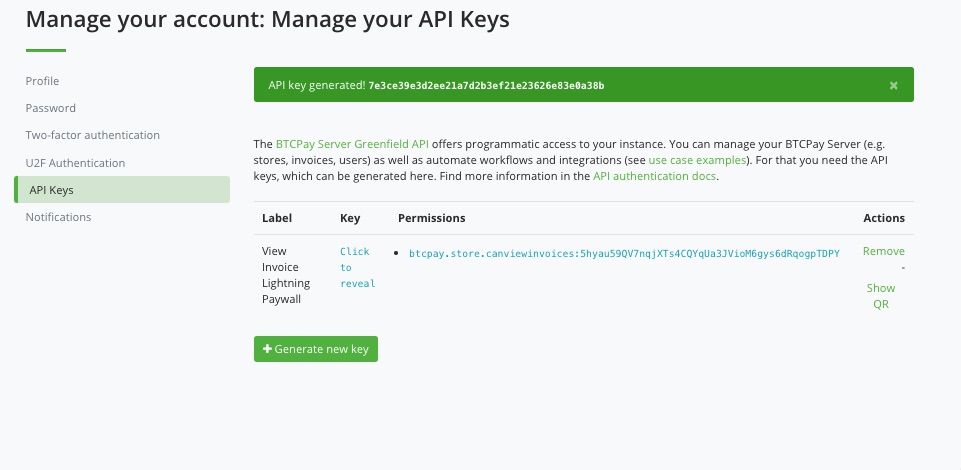 Manage your account: Manage your API Keys
Profile
Password
Two-factor authentication
U2F Authentication
API Keys
Notifications
API key generated! 7e3ce39e3d2ee21a7d2b3ef21e23626e83e0a38b ×
The BTCPay Server Greenfield API offers programmatic access to your instance. You can manage your BTCPay Server (e.g.
stores, invoices, users) as well as automate workflows and integrations (see use case examples). For that you need the API
keys, which can be generated here. Find more information in the API authentication docs.
Label Key Permissions Actions
View
Invoice
Lightning
Paywall
Click
to
reveal
• btcpay.store.canviewinvoices:5hyau59QV7nqjXTs4CQYqUa3JVioM6gys6dRqogpTDPY
Remove
-
Show
QR
+ Generate new key